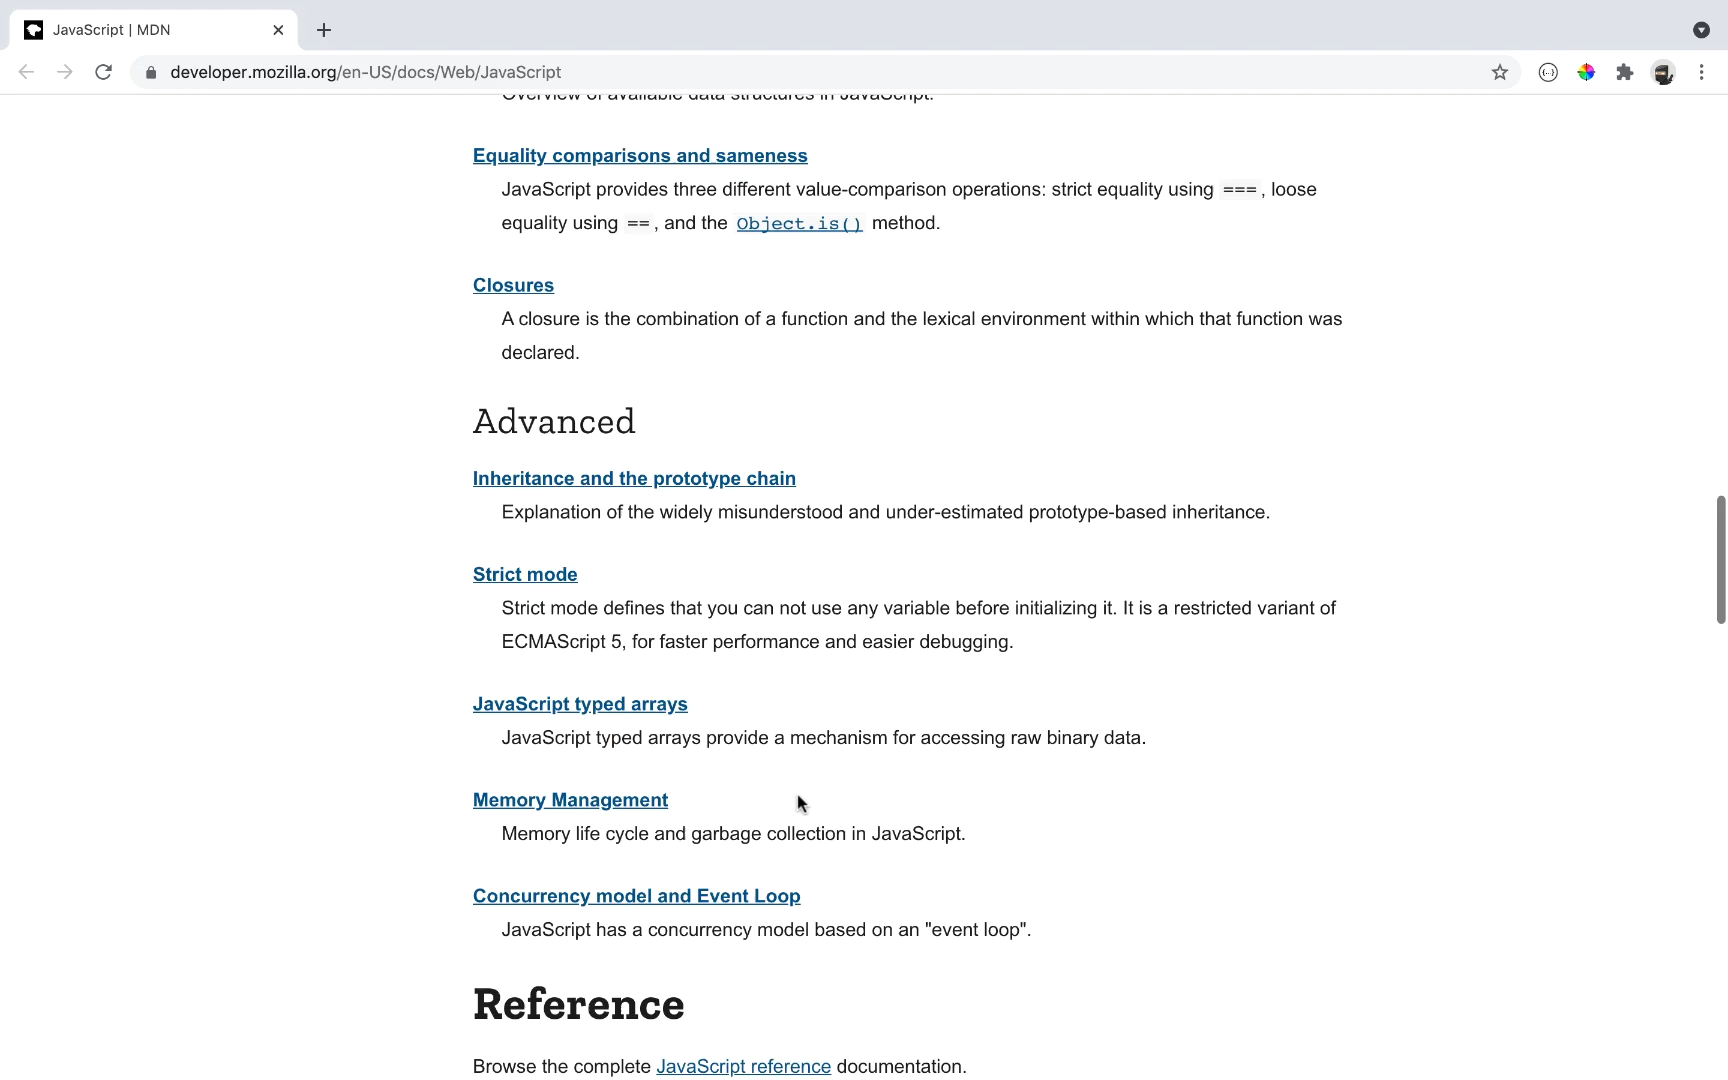 JavaScript | MDN
developer.mozilla.org/en-US/docs/Web/JavaScript
Overview of available data structures in JavaScript.
Equality comparisons and sameness
JavaScript provides three different value-comparison operations: strict equality using ===, loose
equality using ==, and the Object.is() method.
Closures
A closure is the combination of a function and the lexical environment within which that function was
declared.
Advanced
Inheritance and the prototype chain
Explanation of the widely misunderstood and under-estimated prototype-based inheritance.
Strict mode
Strict mode defines that you can not use any variable before initializing it. It is a restricted variant of
ECMAScript 5, for faster performance and easier debugging.
JavaScript typed arrays
JavaScript typed arrays provide a mechanism for accessing raw binary data.
Memory Management
Memory life cycle and garbage collection in JavaScript.
Concurrency model and Event Loop
JavaScript has a concurrency model based on an "event loop".
Reference
Browse the complete JavaScript reference documentation.